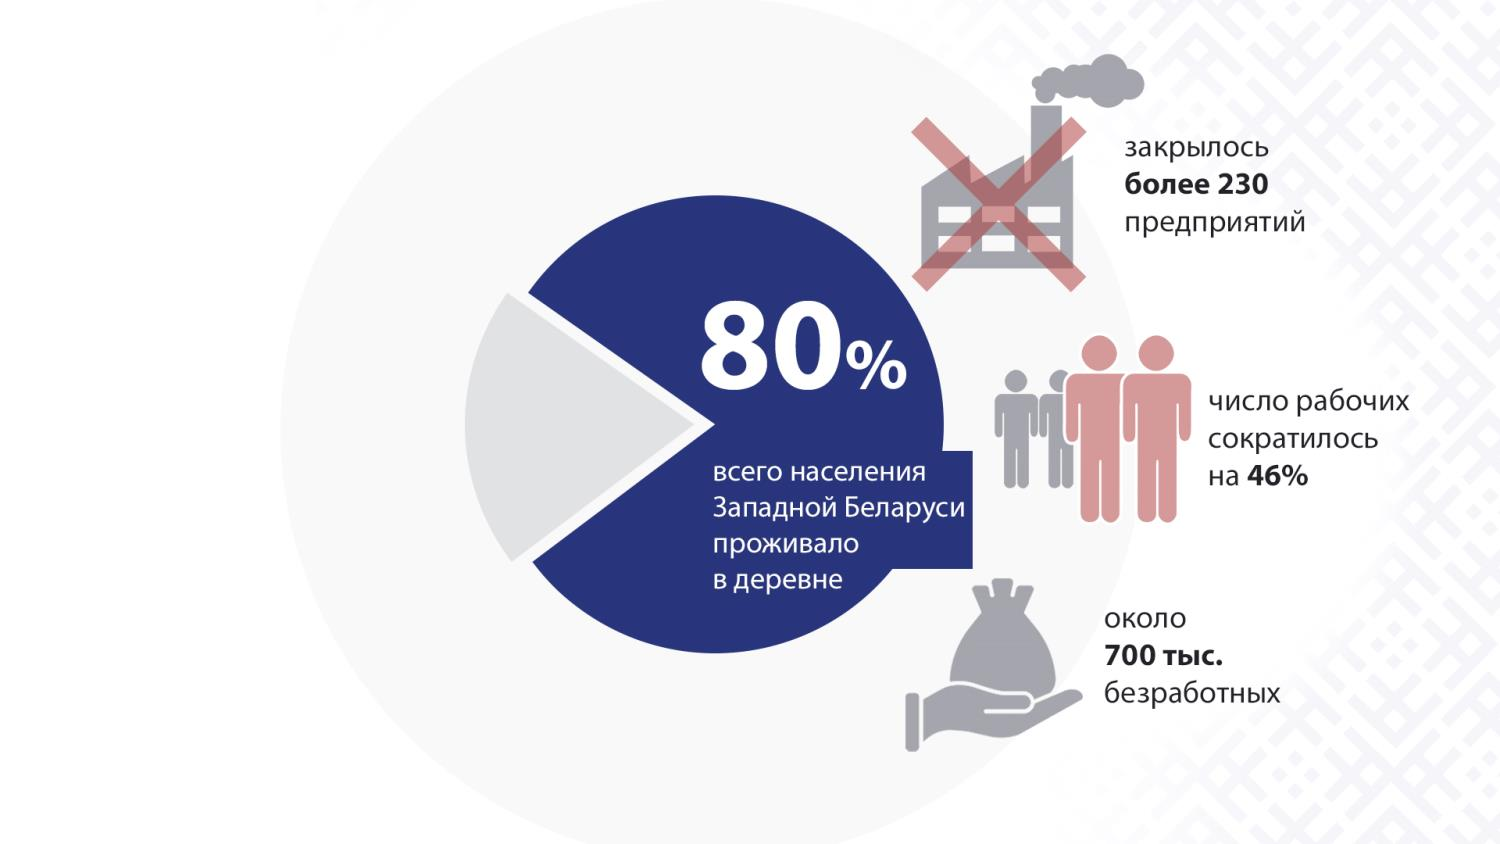 80%
всего населения
Западной Беларуси
проживало
в деревне
закрылось
более 230
предприятий
число рабочих
сократилось
на 46%
около
700 тыс.
безработных